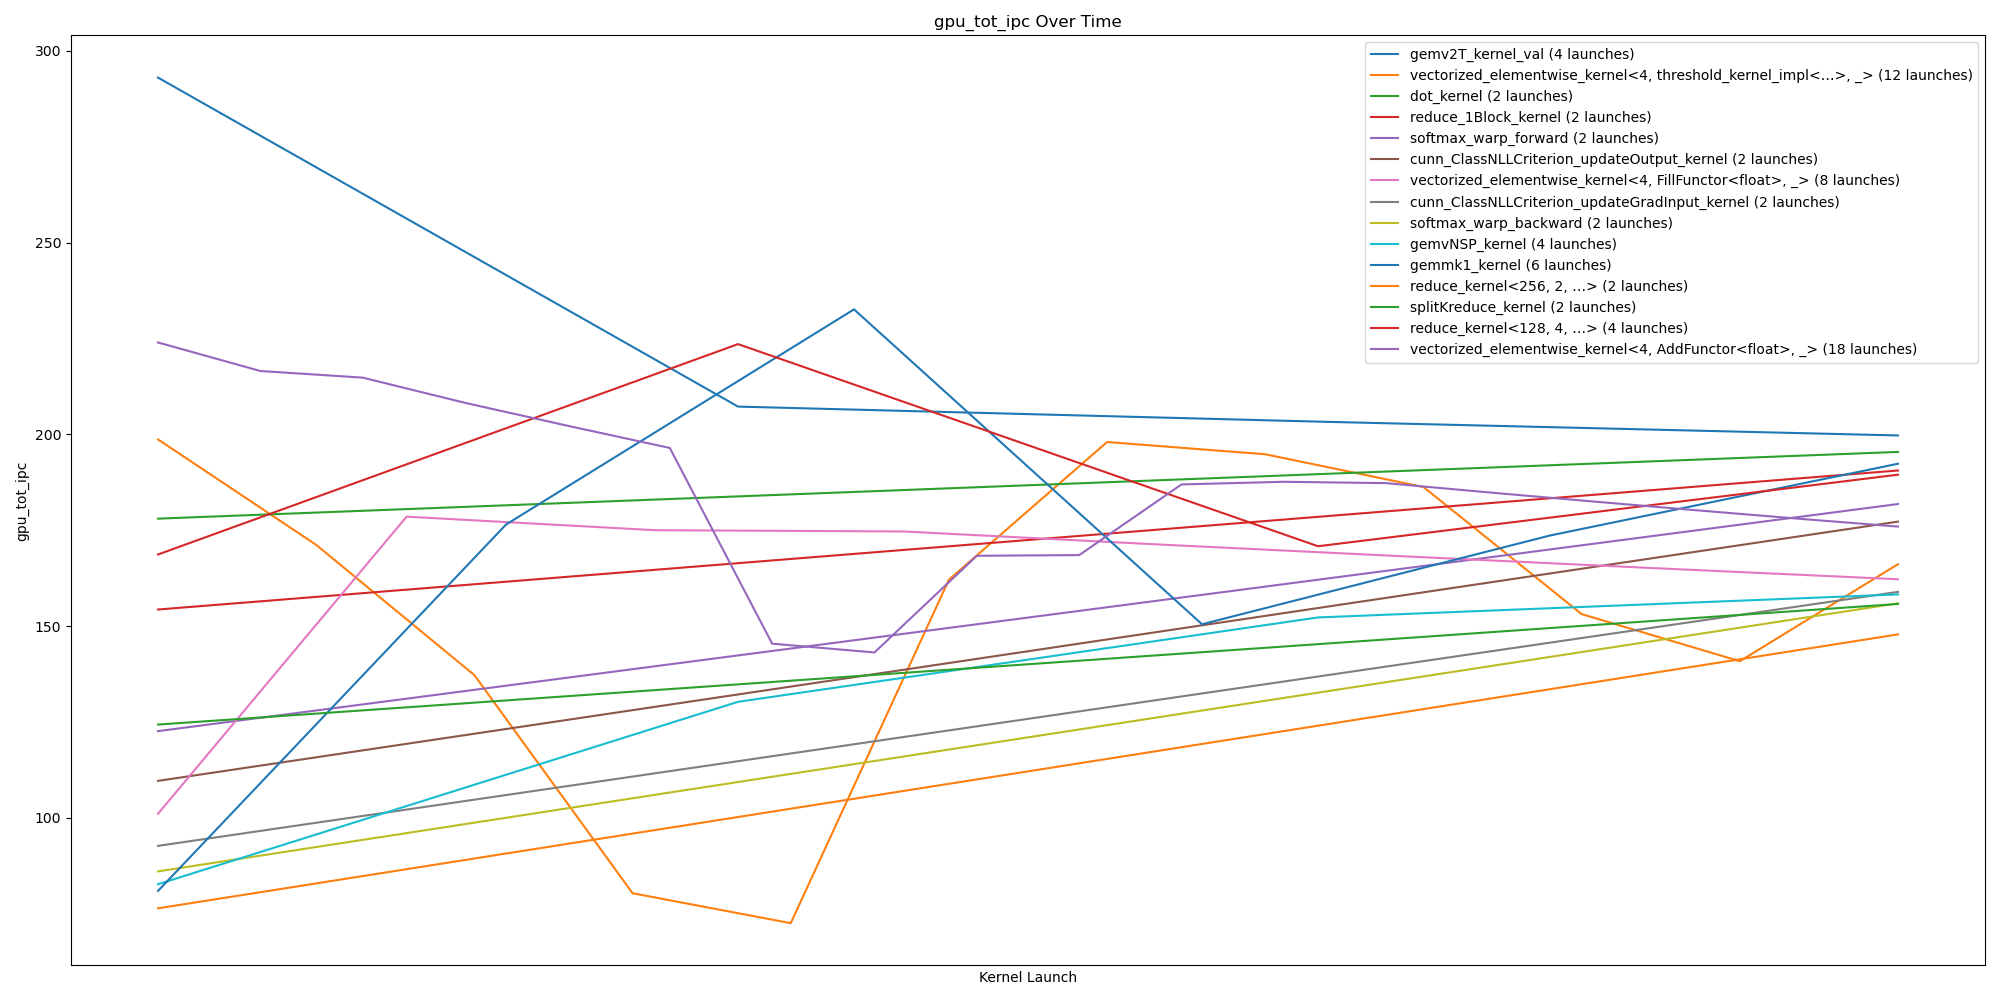 gpu_tot_ipc Over Time
300
250
200
150
100
gpu_tot_ipc
Kernel Launch
gemv2T_kernel_val (4 launches)
vectorized_elementwise_kernel<4, threshold_kernel_impl<...>, _> (12 launches)
dot_kernel (2 launches)
reduce_1Block_kernel (2 launches)
softmax_warp_forward (2 launches)
cunn_ClassNLLCriterion_updateOutput_kernel (2 launches)
vectorized_elementwise_kernel<4, FillFunctor<float>, _> (8 launches)
cunn_ClassNLLCriterion_updateGradInput_kernel (2 launches)
softmax_warp_backward (2 launches)
gemvNSP_kernel (4 launches)
gemmk1_kernel (6 launches)
reduce_kernel<256, 2, ...> (2 launches)
splitKreduce_kernel (2 launches)
reduce_kernel<128, 4, ...> (4 launches)
vectorized_elementwise_kernel<4, AddFunctor<float>, _> (18 launches)